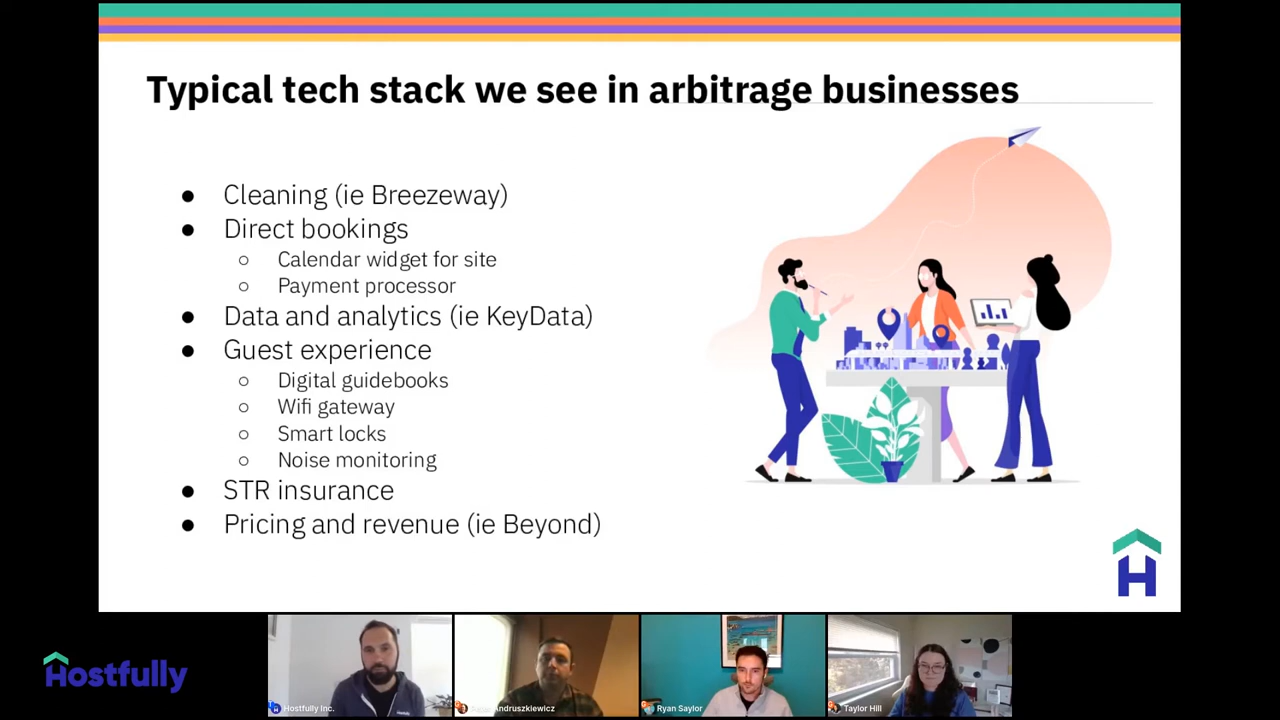 Typical tech stack we see in arbitrage businesses
● Cleaning (ie Breezeway)
● Direct bookings
○ Calendar widget for site
○ Payment processor
● Data and analytics (ie KeyData)
● Guest experience
○ Digital guidebooks
○ Wifi gateway
○ Smart locks
○ Noise monitoring
● STR insurance
● Pricing and revenue (ie Beyond)
H
Hostfully
Hostfully Inc.
Andruszkiewicz
Ryan Saylor
Taylor Hill